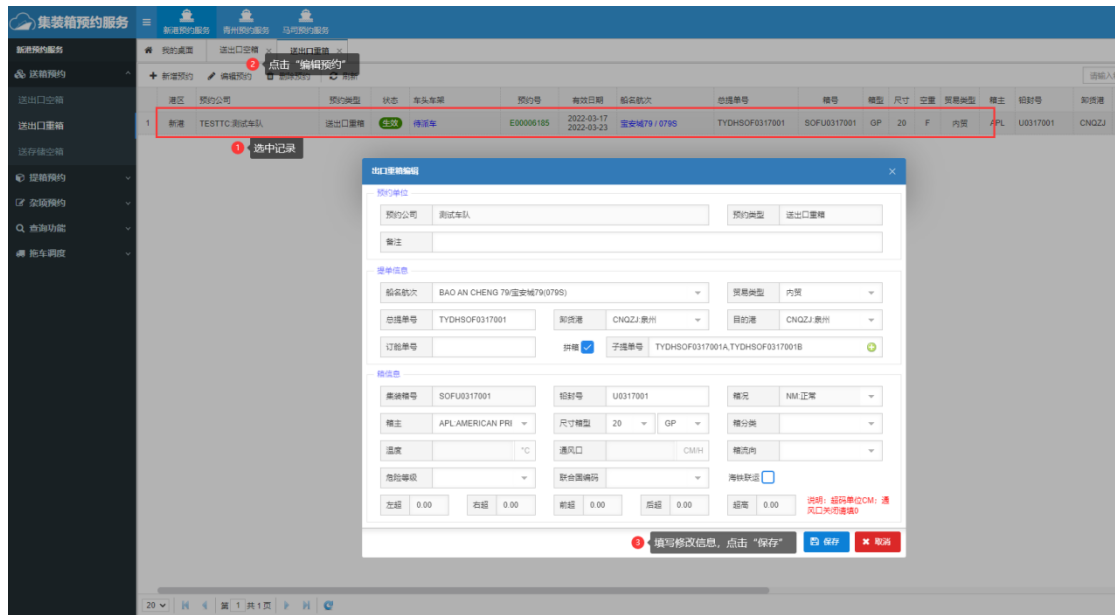 集装箱预约服务
新港预约服务 青州预约服务 马司预约服务
新港预约服务 我的桌面 送出口空箱 × 送出口重箱 ×
2 点击“编辑预约”
送箱预约 + 新增预约 编辑预约 删除预约 刷新 请输入
送出口空箱 港区 预约公司 预约类型 状态 车头车架 预约号 有效日期 船名航次 总提单号 箱号 箱型 尺寸 空重 贸易类型 箱主 铅封号 卸货港
送出口重箱 1 新港 TESTTC:测试车队 送出口重箱 生效 待派车 E00006185 2022-03-17 宝安城79 / 079S TYDHSOF0317001 SOFU0317001 GP 20 F 内贸 APL U0317001 CNQZJ
2022-03-23
送存储空箱 1 选中记录
提箱预约
杂项预约
查询功能
拖车调度
出口重箱编辑 ×
预约单位
预约公司 测试车队 预约类型 送出口重箱
备注
提单信息
船名航次 BAO AN CHENG 79/宝安城79(079S) 贸易类型 内贸
总提单号 TYDHSOF0317001 卸货港 CNQZJ:泉州 目的港 CNQZJ:泉州
订舱单号 拼箱 子提单号 TYDHSOF0317001A,TYDHSOF0317001B
箱信息
集装箱号 SOFU0317001 铅封号 U0317001 箱况 NM:正常
箱主 APL:AMERICAN PRI 尺寸箱型 20 GP 箱分类
温度 °C 通风口 CM/H 箱流向
危险等级 联合国编码 海铁联运
左超 0.00 右超 0.00 前超 0.00 后超 0.00 超高 0.00 说明：超码单位CM；通
风口关闭请填0
3 填写修改信息，点击“保存” 保存 取消
20 第 1 共1页